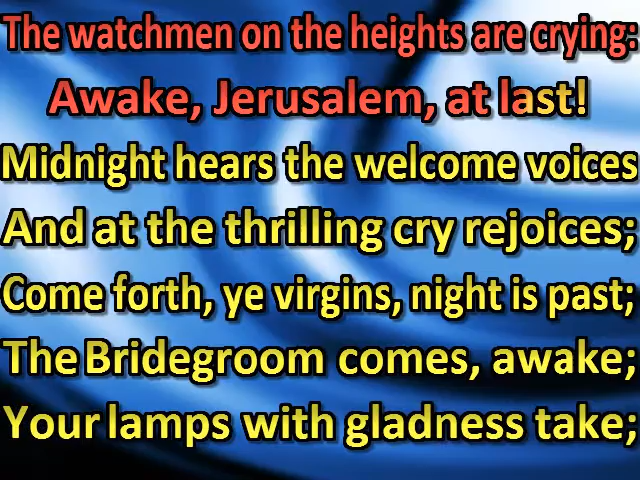 The watchmen on the heights are crying:
Awake, Jerusalem, at last!
Midnight hears the welcome voices
And at the thrilling cry rejoices;
Come forth, ye virgins, night is past;
The Bridegroom comes, awake;
Your lamps with gladness take;